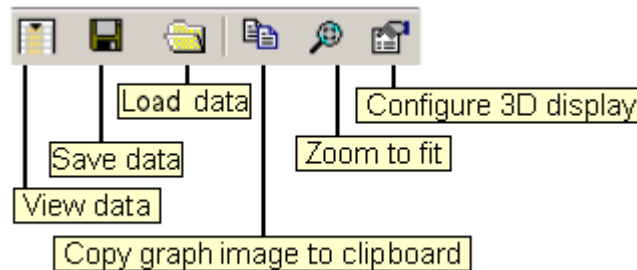 Load data
Configure 3D display
Save data
Zoom to fit
View data
Copy graph image to clipboard